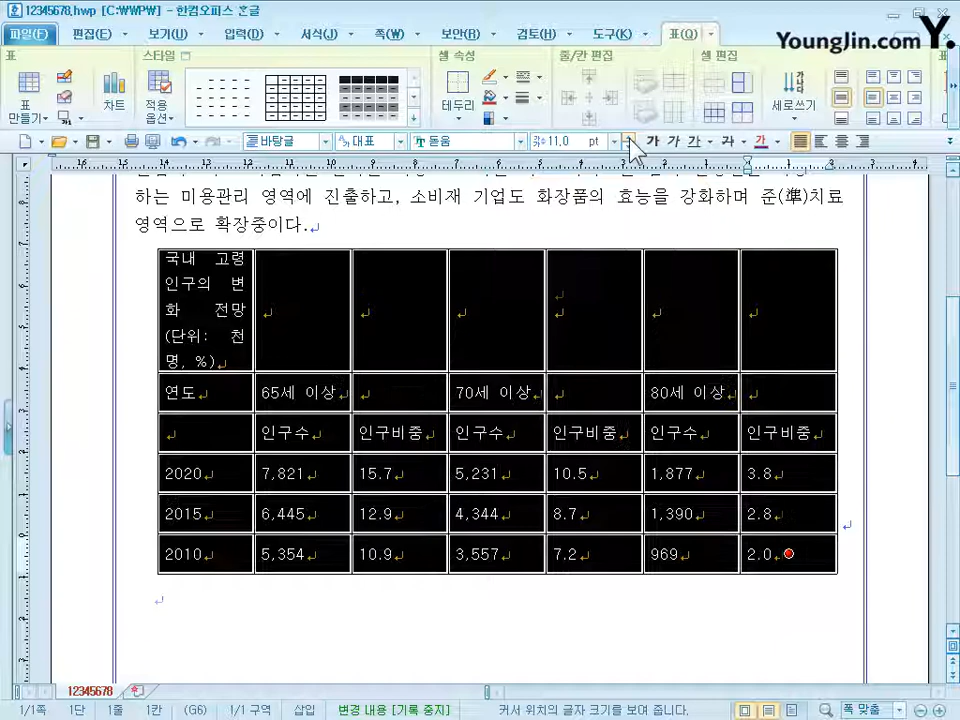 12345678.hwp [C:₩WPW] - 한컴오피스 흔글
파일(F) 편집(E) 보기(U) 입력(D) 서식(J) 쪽(W) 보안(R) 검토(H) 도구(K) 표(Q)
YoungJin.com Y.
표 스타일 셀 속성 줄/칸 편집 셀 편집
표 만들기 차트 적용 옵션 테두리 세로쓰기
바탕글 대표 돋움 11.0 pt 가 가 가 가 가
하는 미용관리 영역에 진출하고, 소비재 기업도 화장품의 효능을 강화하며 준(準)치료
영역으로 확장중이다.
국내 고령
인구의 변
화 전망
(단위: 천
명, %)
연도 65세 이상 70세 이상 80세 이상
인구수 인구비중 인구수 인구비중 인구수 인구비중
2020 7,821 15.7 5,231 10.5 1,877 3.8
2015 6,445 12.9 4,344 8.7 1,390 2.8
2010 5,354 10.9 3,557 7.2 969 2.0
12345678
1/1쪽 1단 1줄 1칸 (G6) 1/1 구역 삽입 변경 내용 [기록 중지] 커서 위치의 글자 크기를 보여 줍니다. 폭 맞춤